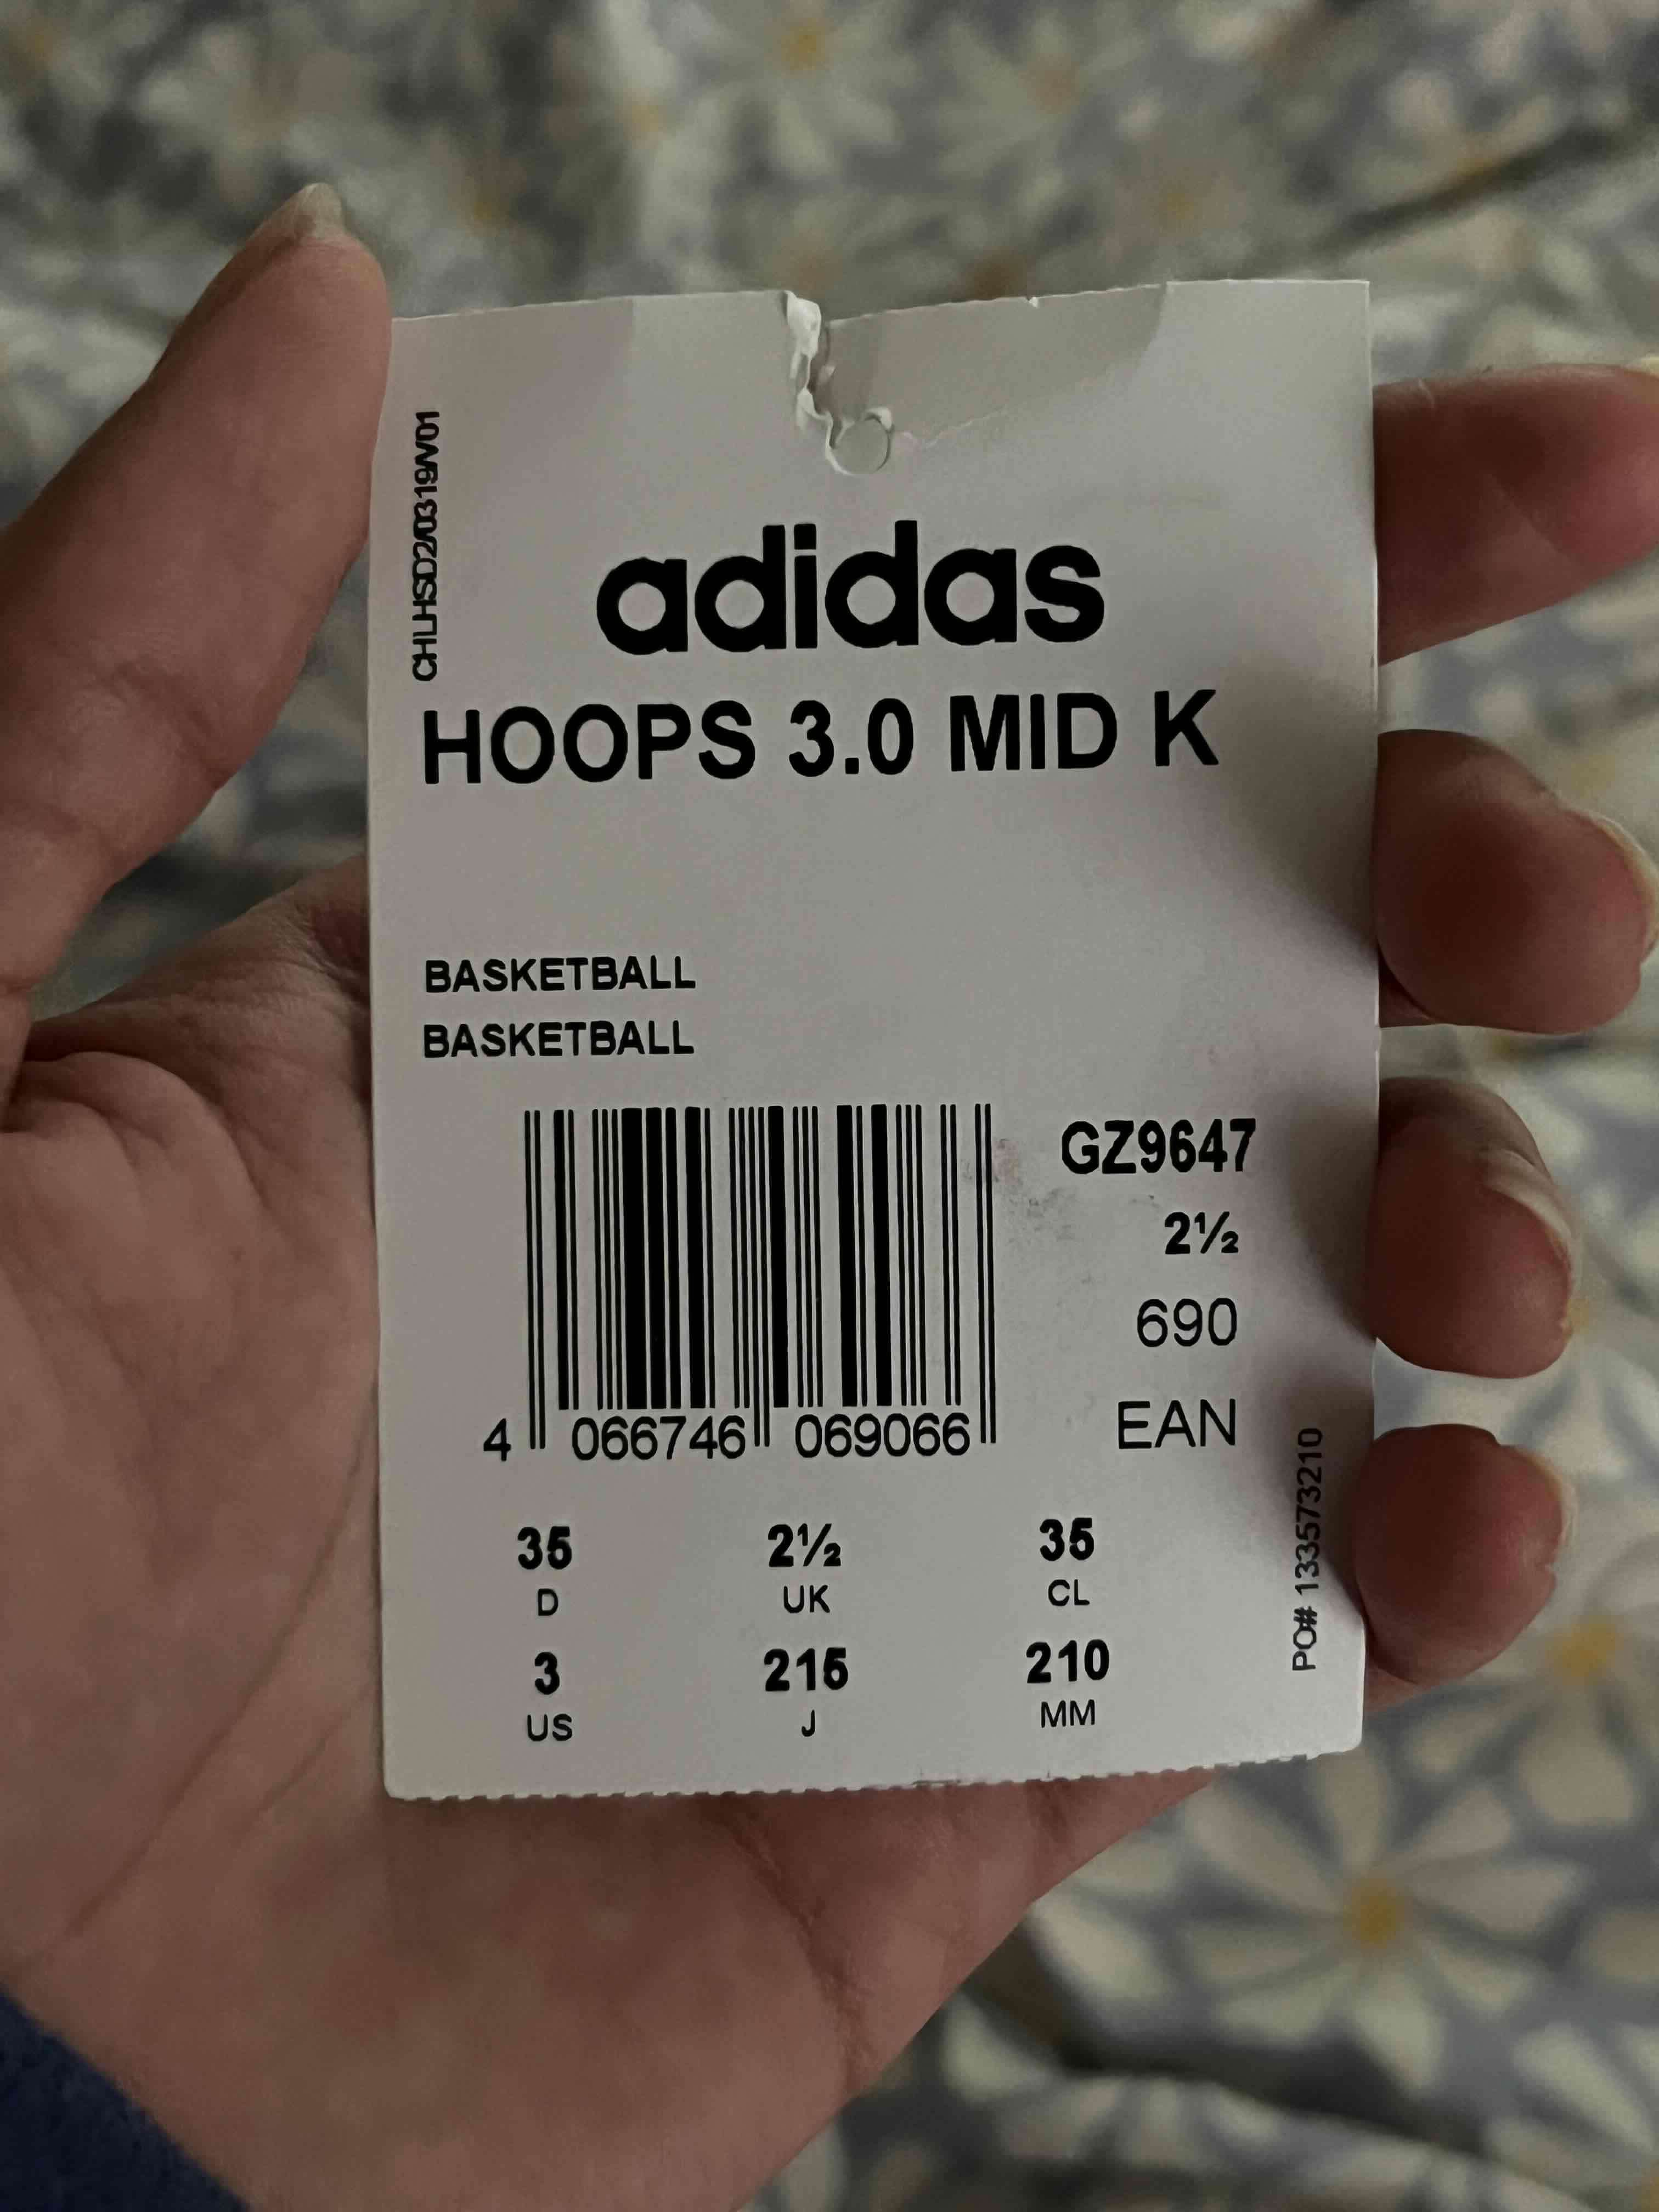 CHLHSD2/0319/V01
adidas
HOOPS 3.0 MID K
BASKETBALL
BASKETBALL
GZ9647
2½
690
EAN
4 066746 069066
35 2½ 35
D UK CL
3 215 210
US J MM
PO# 133573210